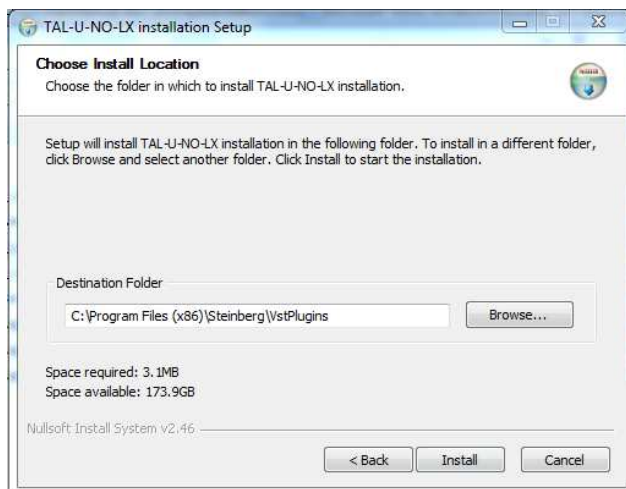 TAL-U-NO-LX installation Setup
Choose Install Location
Choose the folder in which to install TAL-U-NO-LX installation.
Setup will install TAL-U-NO-LX installation in the following folder. To install in a different folder,
click Browse and select another folder. Click Install to start the installation.
Destination Folder
C:\Program Files (x86)\Steinberg\VstPlugins
Browse...
Space required: 3.1MB
Space available: 173.9GB
Nullsoft Install System v2.46
< Back
Install
Cancel